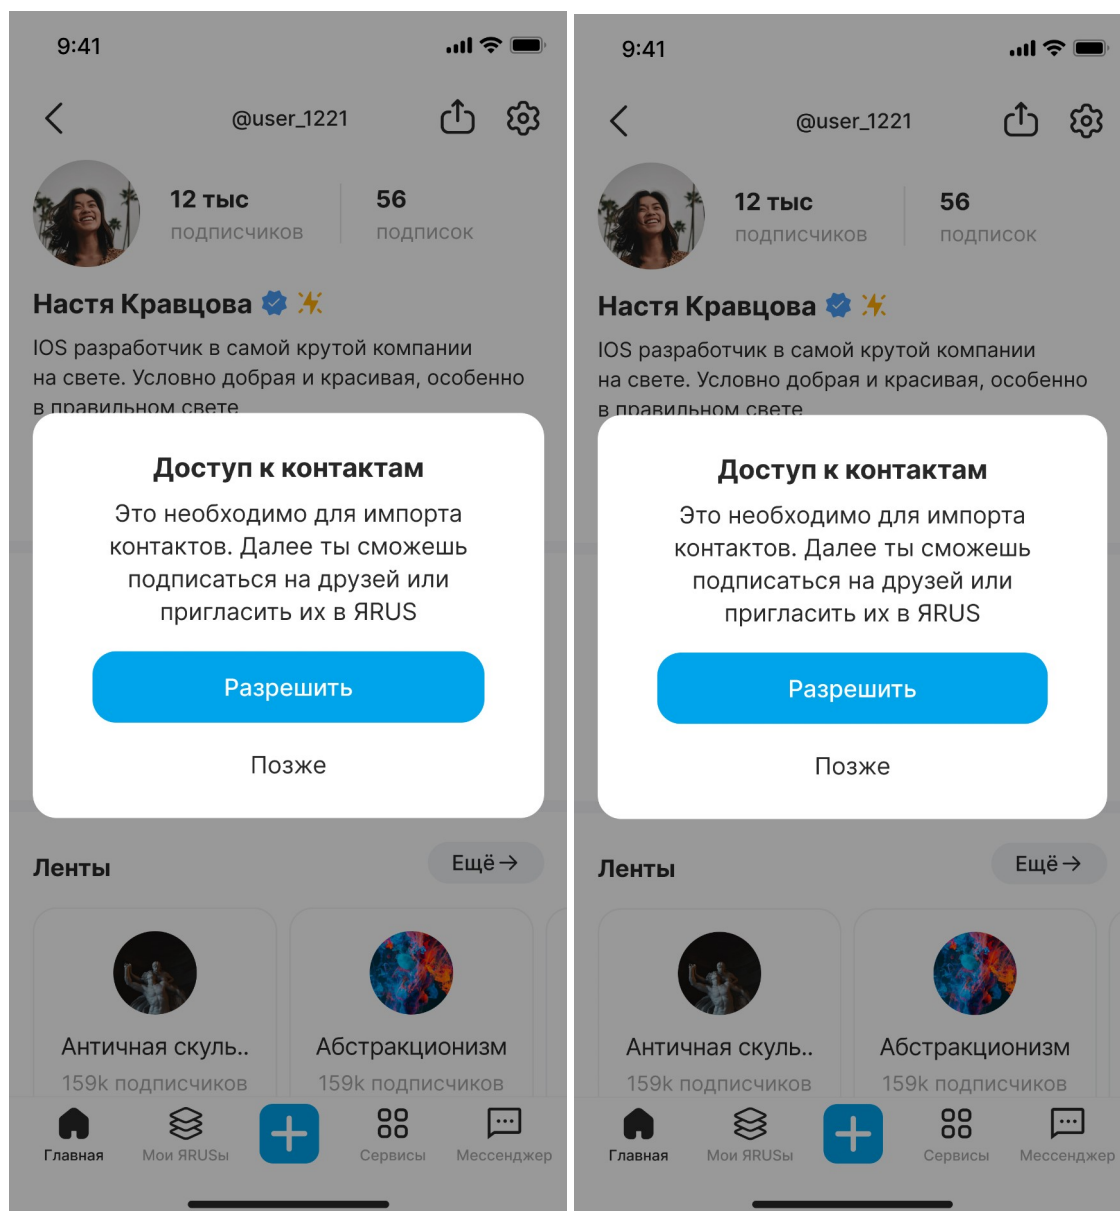 9:41
@user_1221
12 тыс
подписчиков
56
подписок
Настя Кравцова
IOS разработчик в самой крутой компании
на свете. Условно добрая и красивая, особенно
в правильном свете
Доступ к контактам
Это необходимо для импорта
контактов. Далее ты сможешь
подписаться на друзей или
пригласить их в ЯRUS
Разрешить
Позже
Ленты
Ещё →
Античная скуль..
159k подписчиков
Абстракционизм
159k подписчиков
Главная
Мои ЯRUSы
Сервисы
Мессенджер
9:41
@user_1221
12 тыс
подписчиков
56
подписок
Настя Кравцова
IOS разработчик в самой крутой компании
на свете. Условно добрая и красивая, особенно
в правильном свете
Доступ к контактам
Это необходимо для импорта
контактов. Далее ты сможешь
подписаться на друзей или
пригласить их в ЯRUS
Разрешить
Позже
Ленты
Ещё →
Античная скуль..
159k подписчиков
Абстракционизм
159k подписчиков
Главная
Мои ЯRUSы
Сервисы
Мессенджер